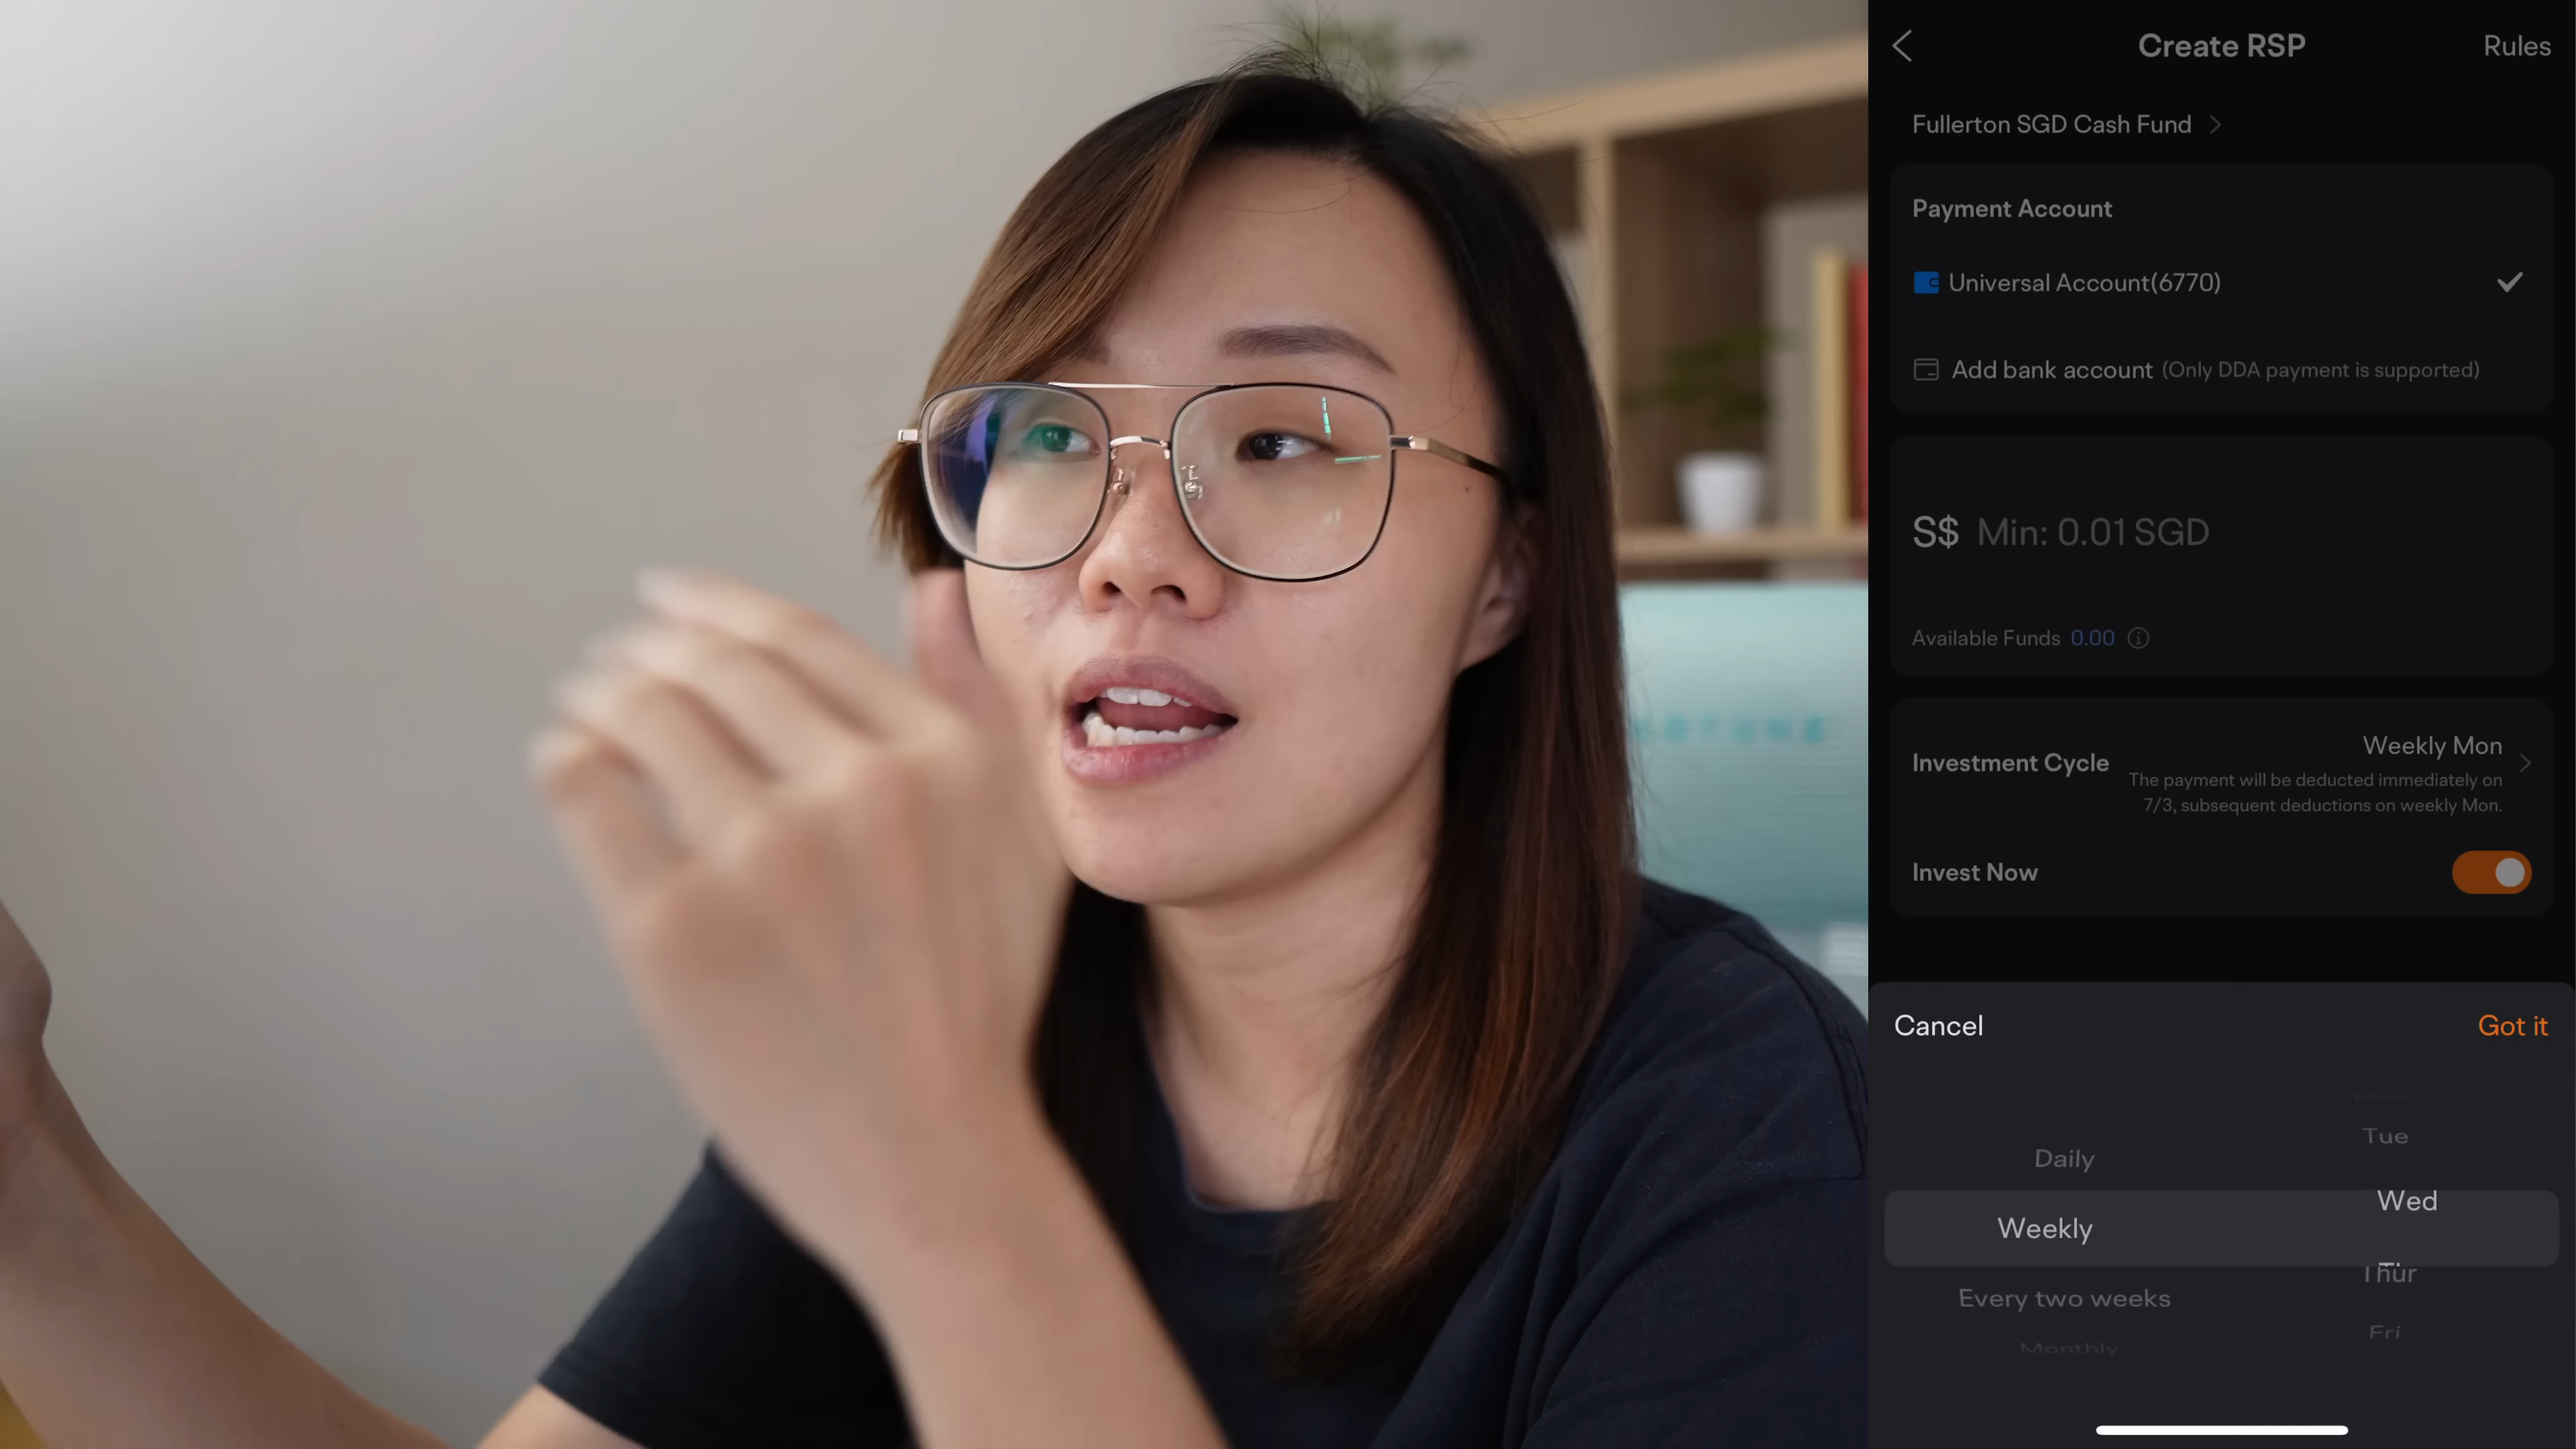 Create RSP
Rules
Fullerton SGD Cash Fund
Payment Account
Universal Account(6770)
Add bank account (Only DDA payment is supported)
S$ Min: 0.01 SGD
Available Funds 0.00
Weekly Mon
Investment Cycle
The payment will be deducted immediately on
7/3, subsequent deductions on weekly Mon.
Invest Now
Cancel
Got it
Tue
Daily
Wed
Weekly
Thur
Every two weeks
Fri
Monthly